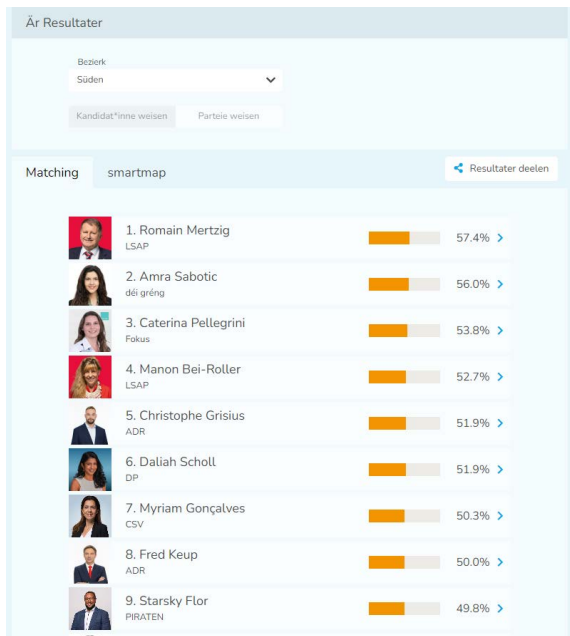 Är Resultater
Bezierk
Süden
Kandidat*inne weisen Parteie weisen
Matching smartmap Resultater deelen
1. Romain Mertzig
LSAP
57.4%
2. Amra Sabotic
déi gréng
56.0%
3. Caterina Pellegrini
Fokus
53.8%
4. Manon Bei-Roller
LSAP
52.7%
5. Christophe Grisius
ADR
51.9%
6. Daliah Scholl
DP
51.9%
7. Myriam Gonçalves
CSV
50.3%
8. Fred Keup
ADR
50.0%
9. Starsky Flor
PIRATEN
49.8%